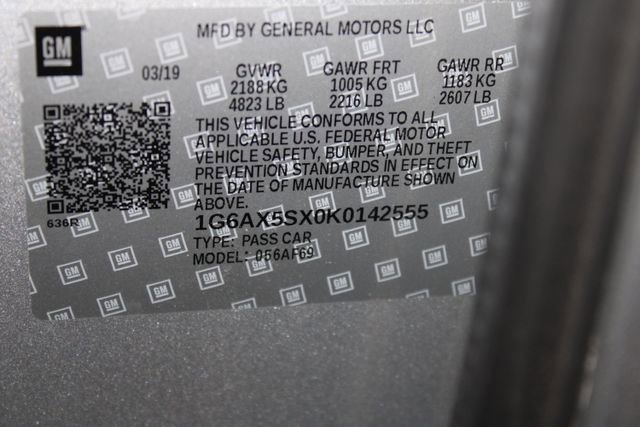 GM
MFD BY GENERAL MOTORS LLC
03/19 GVWR GAWR FRT GAWR RR
2188 KG 1005 KG 1183 KG
4823 LB 2216 LB 2607 LB
THIS VEHICLE CONFORMS TO ALL
APPLICABLE U.S. FEDERAL MOTOR
VEHICLE SAFETY, BUMPER, AND THEFT
PREVENTION STANDARDS IN EFFECT ON
THE DATE OF MANUFACTURE SHOWN
ABOVE.
636R
1G6AX5SX0K0142555
TYPE: PASS CAR
MODEL: 066AF69